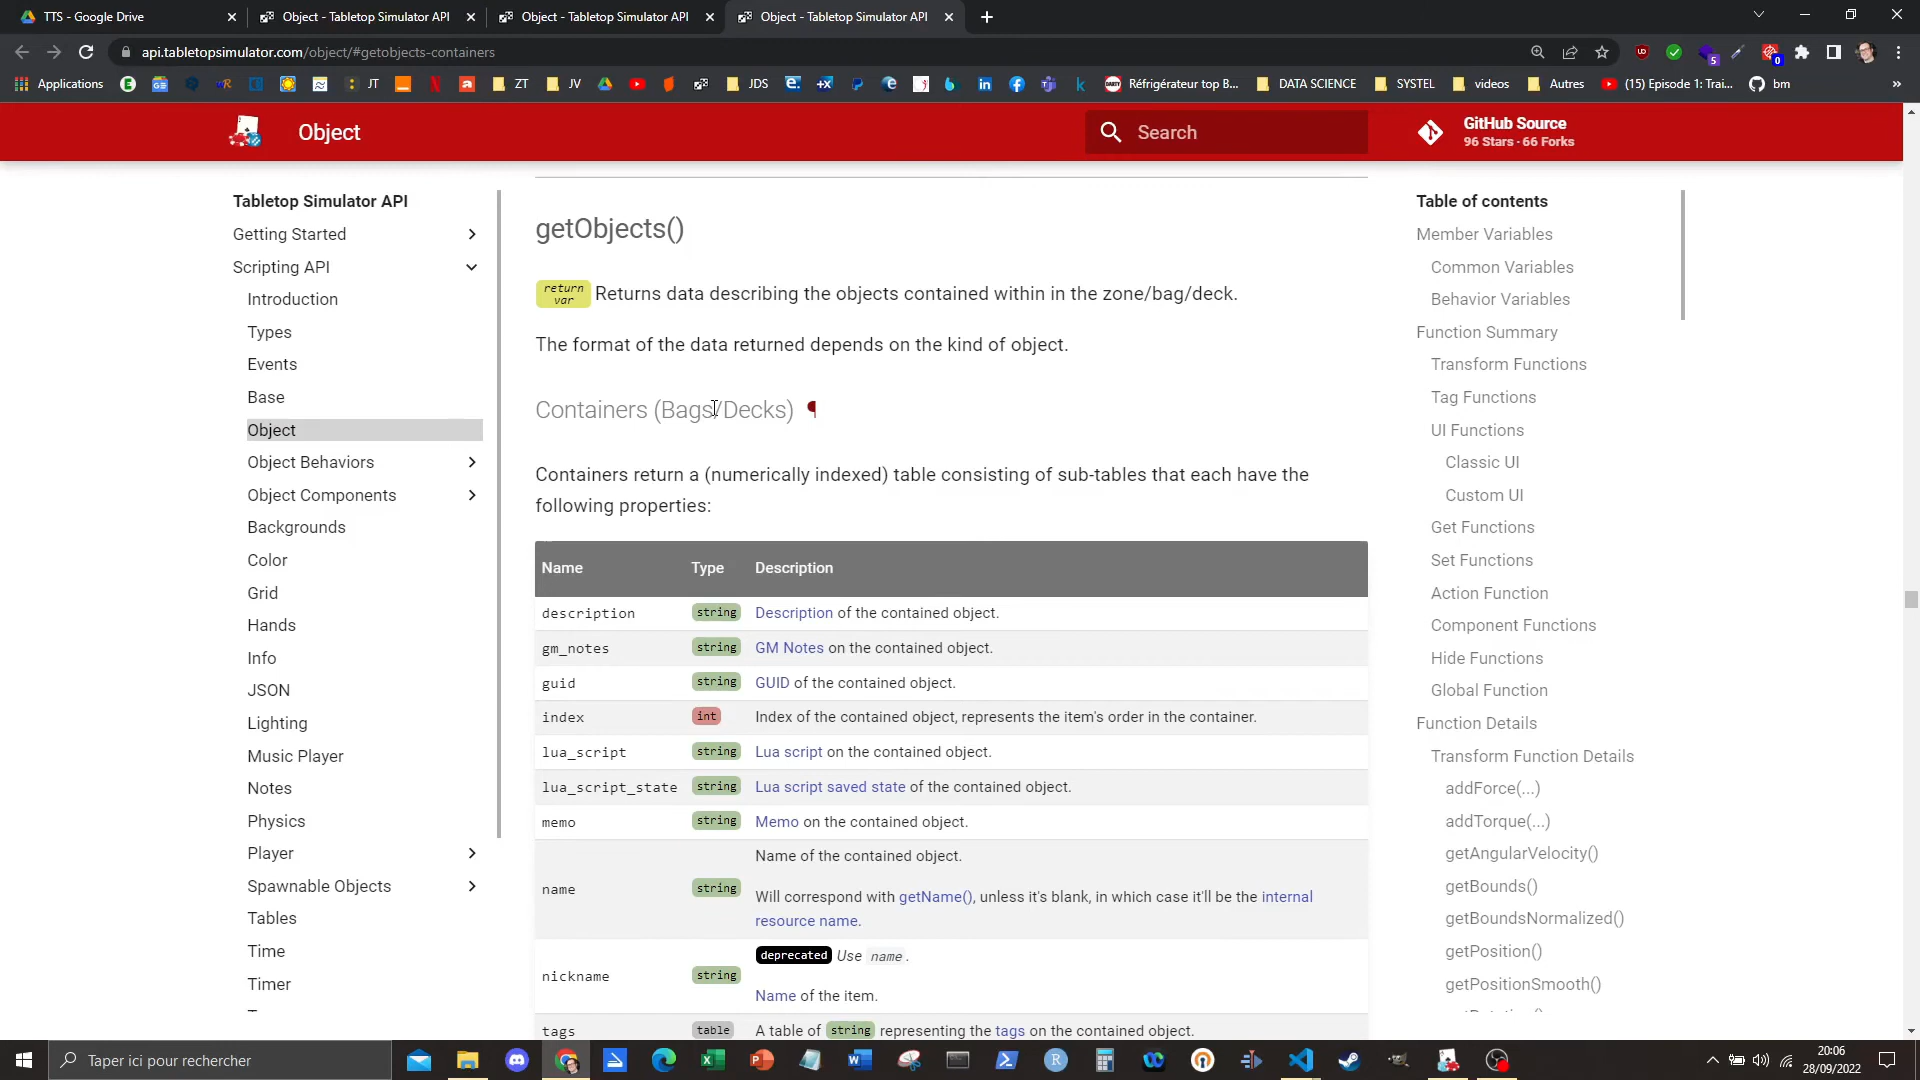 TTS - Google Drive
Object - Tabletop Simulator API
Object - Tabletop Simulator API
Object - Tabletop Simulator API
api.tabletopsimulator.com/object/#getobjects-containers
5
0
Applications
JT
ZT
JV
JDS
Réfrigérateur top B...
DATA SCIENCE
SYSTEL
videos
Autres
(15) Episode 1: Trai...
bm
Object
Search
GitHub Source
96 Stars · 66 Forks
Tabletop Simulator API
Getting Started
Scripting API
Introduction
Types
Events
Base
Object
Object Behaviors
Object Components
Backgrounds
Color
Grid
Hands
Info
JSON
Lighting
Music Player
Notes
Physics
Player
Spawnable Objects
Tables
Time
Timer
getObjects()
return var Returns data describing the objects contained within in the zone/bag/deck.
The format of the data returned depends on the kind of object.
Containers (Bags/Decks) ¶
Containers return a (numerically indexed) table consisting of sub-tables that each have the
following properties:
Name Type Description
description string Description of the contained object.
gm_notes string GM Notes on the contained object.
guid string GUID of the contained object.
index int Index of the contained object, represents the item's order in the container.
lua_script string Lua script on the contained object.
lua_script_state string Lua script saved state of the contained object.
memo string Memo on the contained object.
Name of the contained object.
name string
Will correspond with getName(), unless it's blank, in which case it'll be the internal
resource name.
deprecated Use name.
nickname string
Name of the item.
tags table A table of string representing the tags on the contained object.
Table of contents
Member Variables
Common Variables
Behavior Variables
Function Summary
Transform Functions
Tag Functions
UI Functions
Classic UI
Custom UI
Get Functions
Set Functions
Action Function
Component Functions
Hide Functions
Global Function
Function Details
Transform Function Details
addForce(...)
addTorque(...)
getAngularVelocity()
getBounds()
getBoundsNormalized()
getPosition()
getPositionSmooth()
Taper ici pour rechercher
20:06
28/09/2022